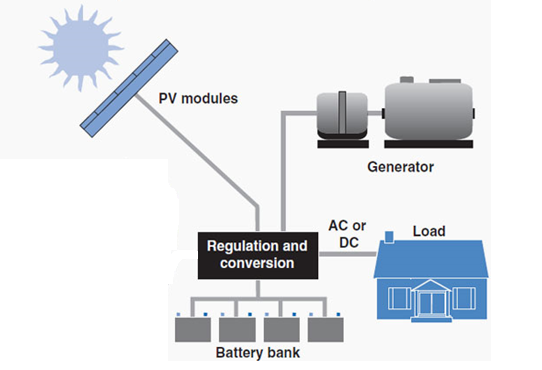 PV modules
Generator
AC or
DC
Load
Regulation and
conversion
Battery bank